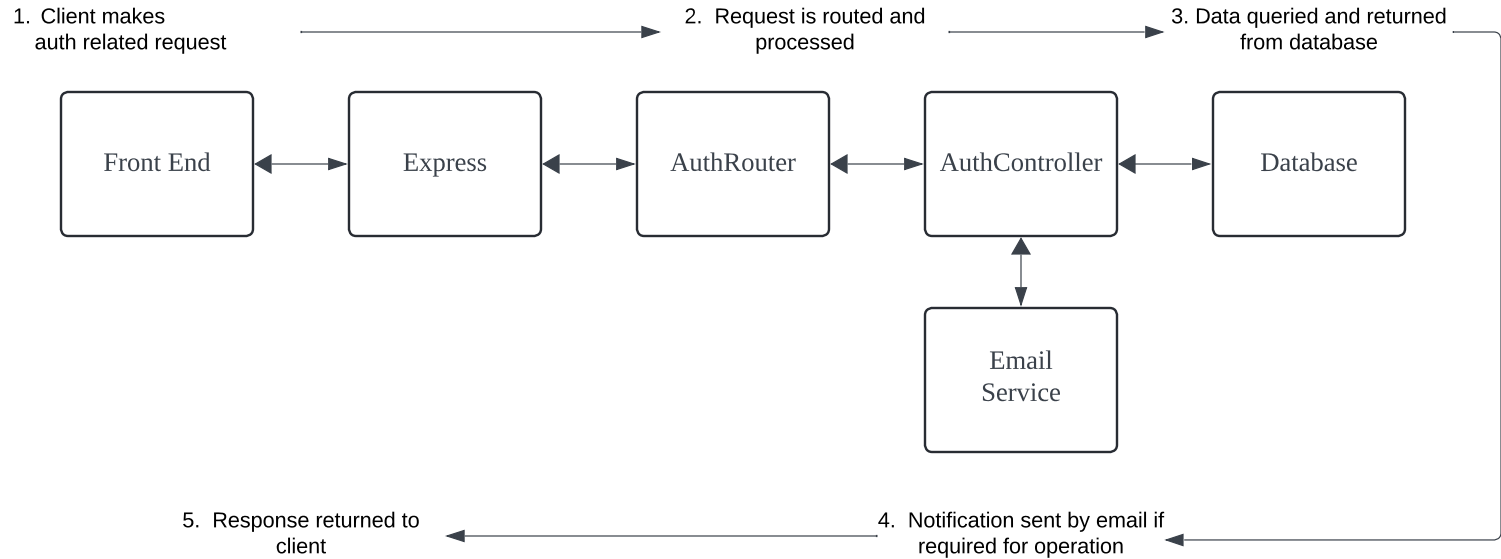 1. Client makes
auth related request
2. Request is routed and
processed
3. Data queried and returned
from database
Front End
Express
AuthRouter
AuthController
Database
Email
Service
5. Response returned to
client
4. Notification sent by email if
required for operation